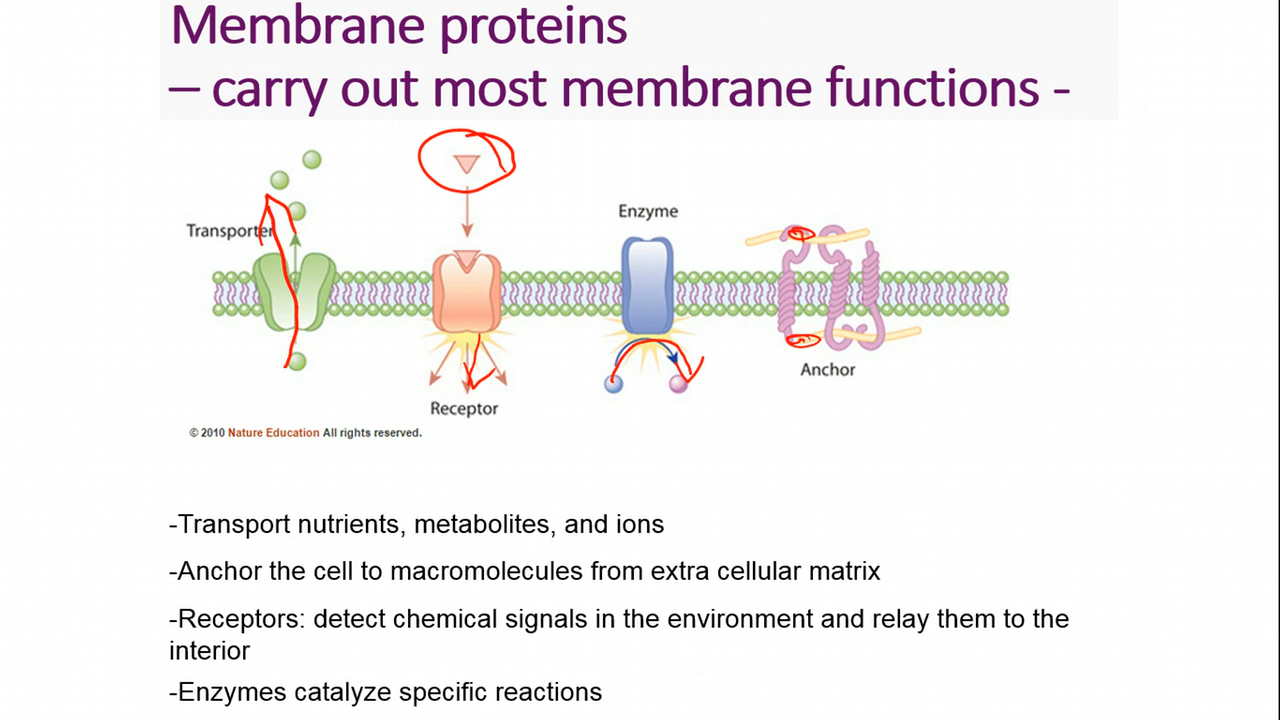 Membrane proteins
– carry out most membrane functions -
Transporter
Enzyme
Anchor
Receptor
© 2010 Nature Education All rights reserved.
-Transport nutrients, metabolites, and ions
-Anchor the cell to macromolecules from extra cellular matrix
-Receptors: detect chemical signals in the environment and relay them to the
interior
-Enzymes catalyze specific reactions